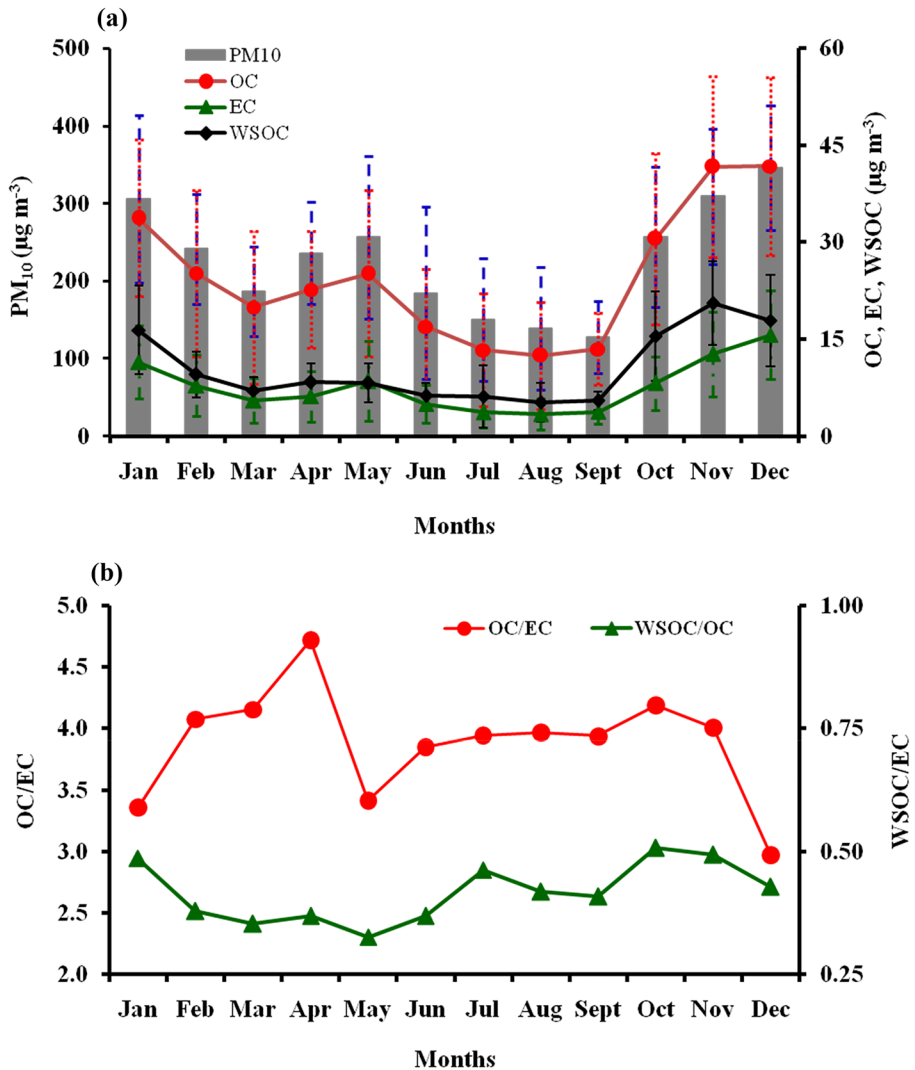 (a)
500
400
300
200
100
0
PM10 (µg m-3)
PM10
OC
EC
WSOC
60
45
30
15
0
OC, EC, WSOC (µg m-3)
Jan Feb Mar Apr May Jun Jul Aug Sept Oct Nov Dec
Months
(b)
5.0
4.5
4.0
3.5
3.0
2.5
2.0
OC/EC
OC/EC WSOC/OC
1.00
0.75
0.50
0.25
WSOC/EC
Jan Feb Mar Apr May Jun Jul Aug Sept Oct Nov Dec
Months